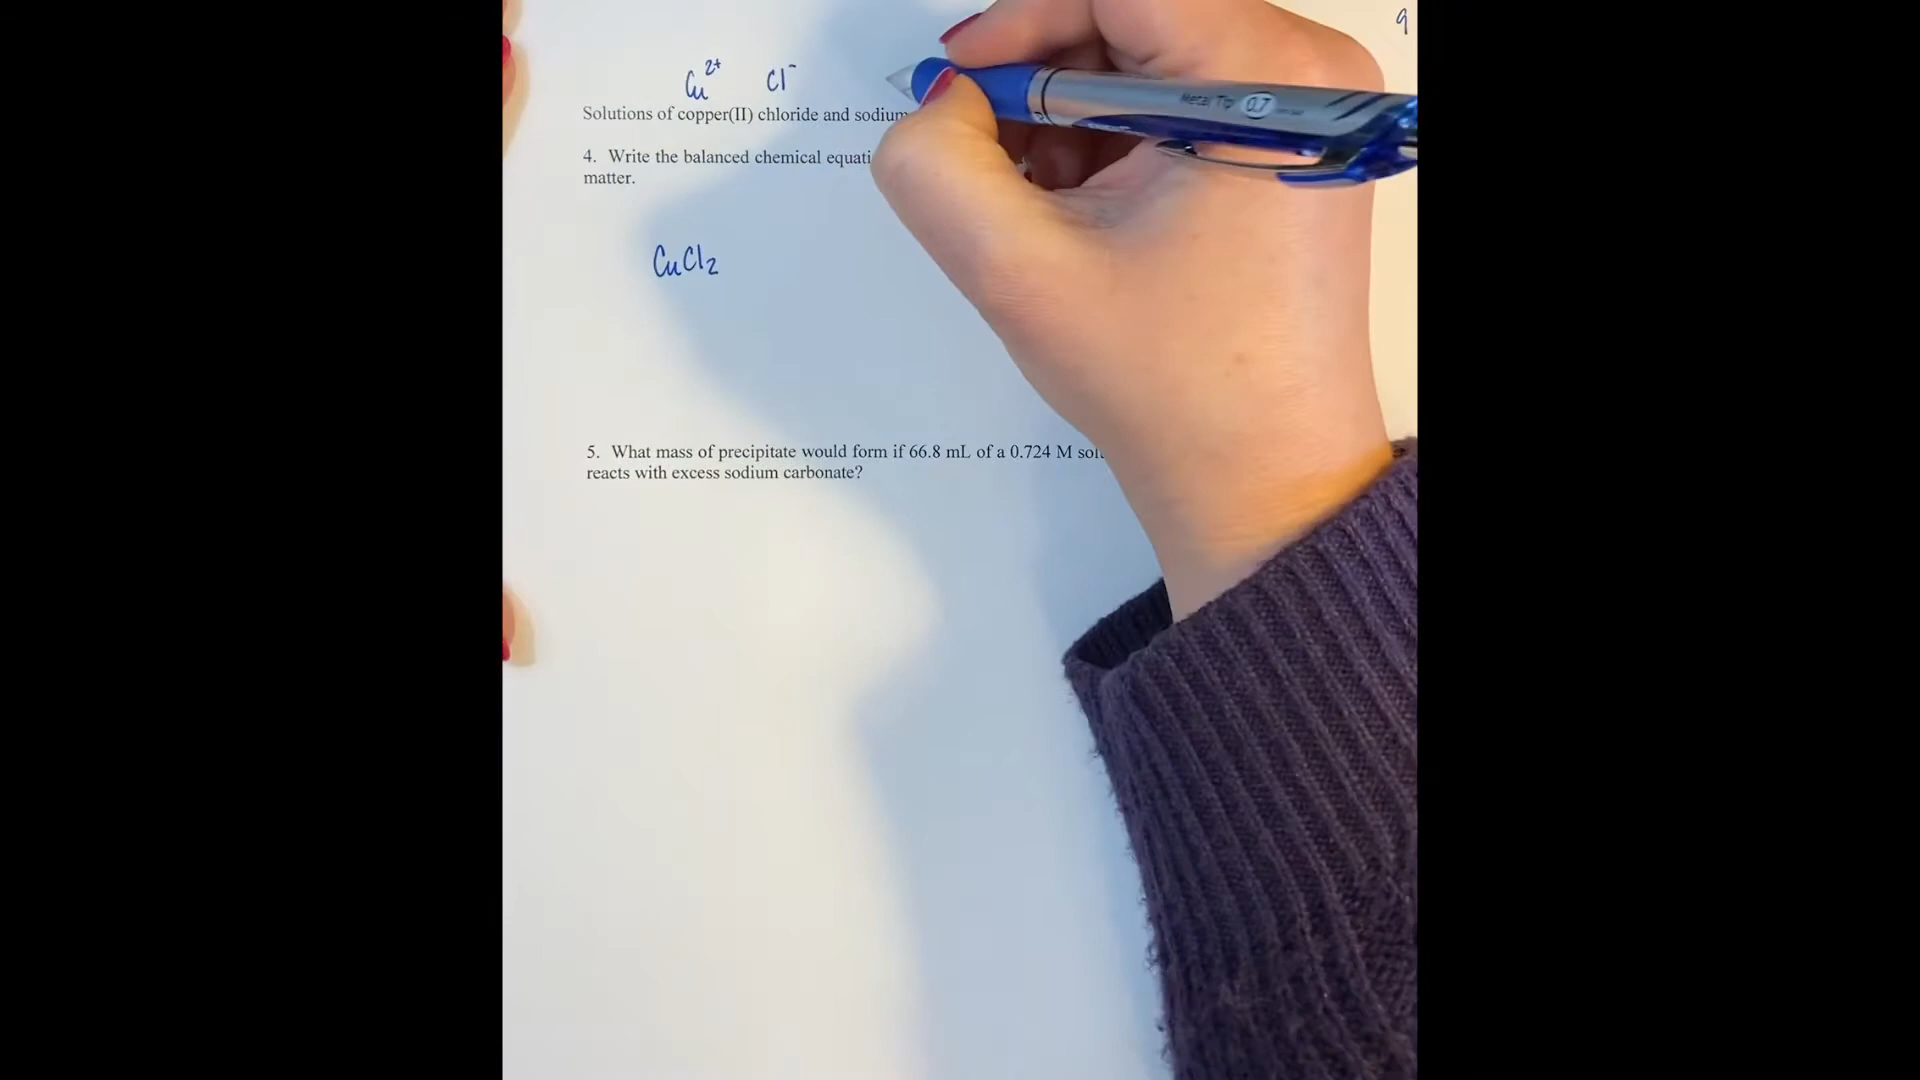 9
Cu²⁺ Cl⁻
Solutions of copper(II) chloride and sodium
Metal Tip 0.7
4. Write the balanced chemical
matter.
CuCl₂
5. What mass of precipitate would form if 66.8 mL of a 0.724 M
reacts with excess sodium carbonate?